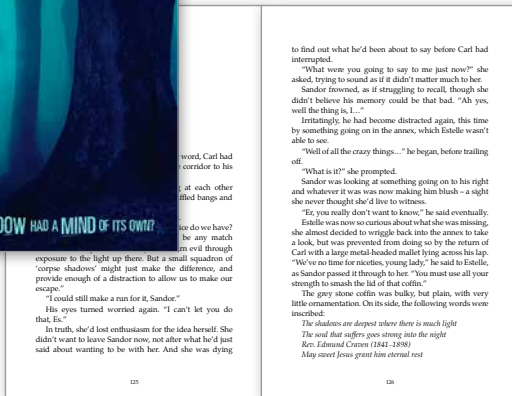 DOW HAD A MIND OF ITS OWN?
word, Carl had
corridor to his
g at each other
ffled bangs and
ice do we have?
be any match
rn evil through
exposure to the light up there. But a small squadron of
‘corpse shadows’ might just make the difference, and
provide enough of a distraction to allow us to make our
escape.”
“I could still make a run for it, Sandor.”
His eyes turned worried again. “I can’t let you do
that, Es.”
In truth, she’d lost enthusiasm for the idea herself. She
didn’t want to leave Sandor now, not after what he’d just
said about wanting to be with her. And she was dying
125
to find out what he’d been about to say before Carl had
interrupted.
“What were you going to say to me just now?” she
asked, trying to sound as if it didn’t matter much to her.
Sandor frowned, as if struggling to recall, though she
didn’t believe his memory could be that bad. “Ah yes,
well the thing is, I…”
Irritatingly, he had become distracted again, this time
by something going on in the annex, which Estelle wasn’t
able to see.
“Well of all the crazy things…” he began, before trailing
off.
“What is it?” she prompted.
Sandor was looking at something going on to his right
and whatever it was was now making him blush – a sight
she never thought she’d live to witness.
“Er, you really don’t want to know,” he said eventually.
Estelle was now so curious about what she was missing,
she almost decided to wriggle back into the annex to take
a look, but was prevented from doing so by the return of
Carl with a large metal-headed mallet lying across his lap.
“We’ve no time for niceties, young lady,” he said to Estelle,
as Sandor passed it through to her. “You must use all your
strength to smash the lid of that coffin.”
The grey stone coffin was bulky, but plain, with very
little ornamentation. On its side, the following words were
inscribed:
The shadows are deepest where there is much light
The soul that suffers goes strong into the night
Rev. Edmund Craven (1841–1898)
May sweet Jesus grant him eternal rest
126